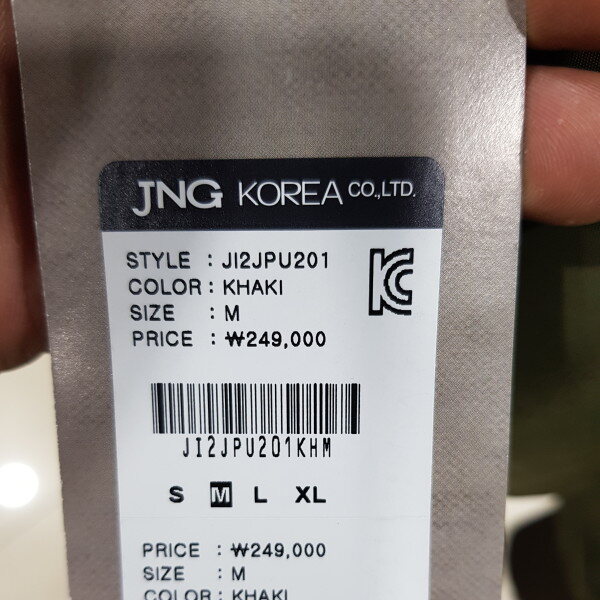 JNG KOREA CO.,LTD.
STYLE : JI2JPU201
COLOR : KHAKI
SIZE : M
PRICE : ₩249,000
KC
JI2JPU201KHM
S M L XL
PRICE : ₩249,000
SIZE : M
COLOR : KHAKI